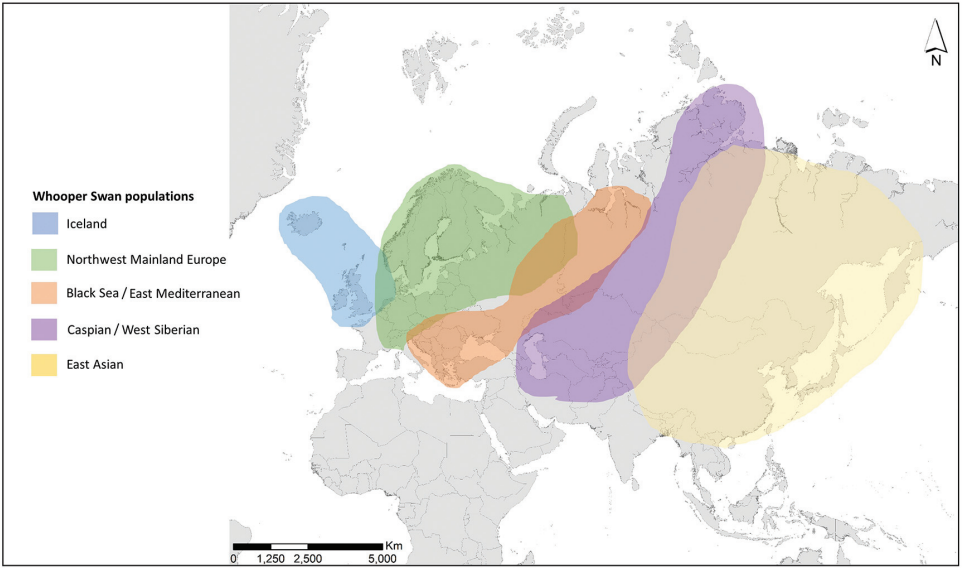 N
Whooper Swan populations
Iceland
Northwest Mainland Europe
Black Sea / East Mediterranean
Caspian / West Siberian
East Asian
Km
0 1,250 2,500 5,000